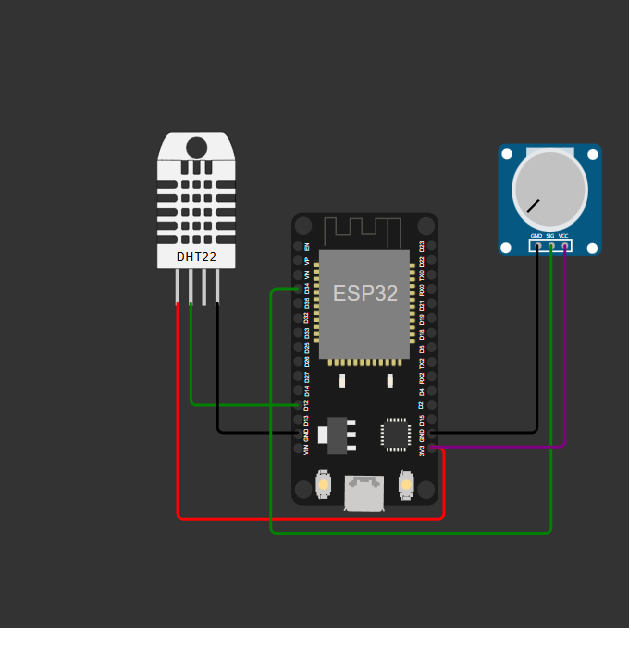 DHT22
ESP32
GND SIG VCC
EN
VP
VN
D34
D35
D32
D33
D25
D26
D27
D14
D12
D13
GND
VIN
D23
D22
TX0
RX0
D21
D19
D18
D5
TX2
RX2
D4
D2
D15
GND
3V3